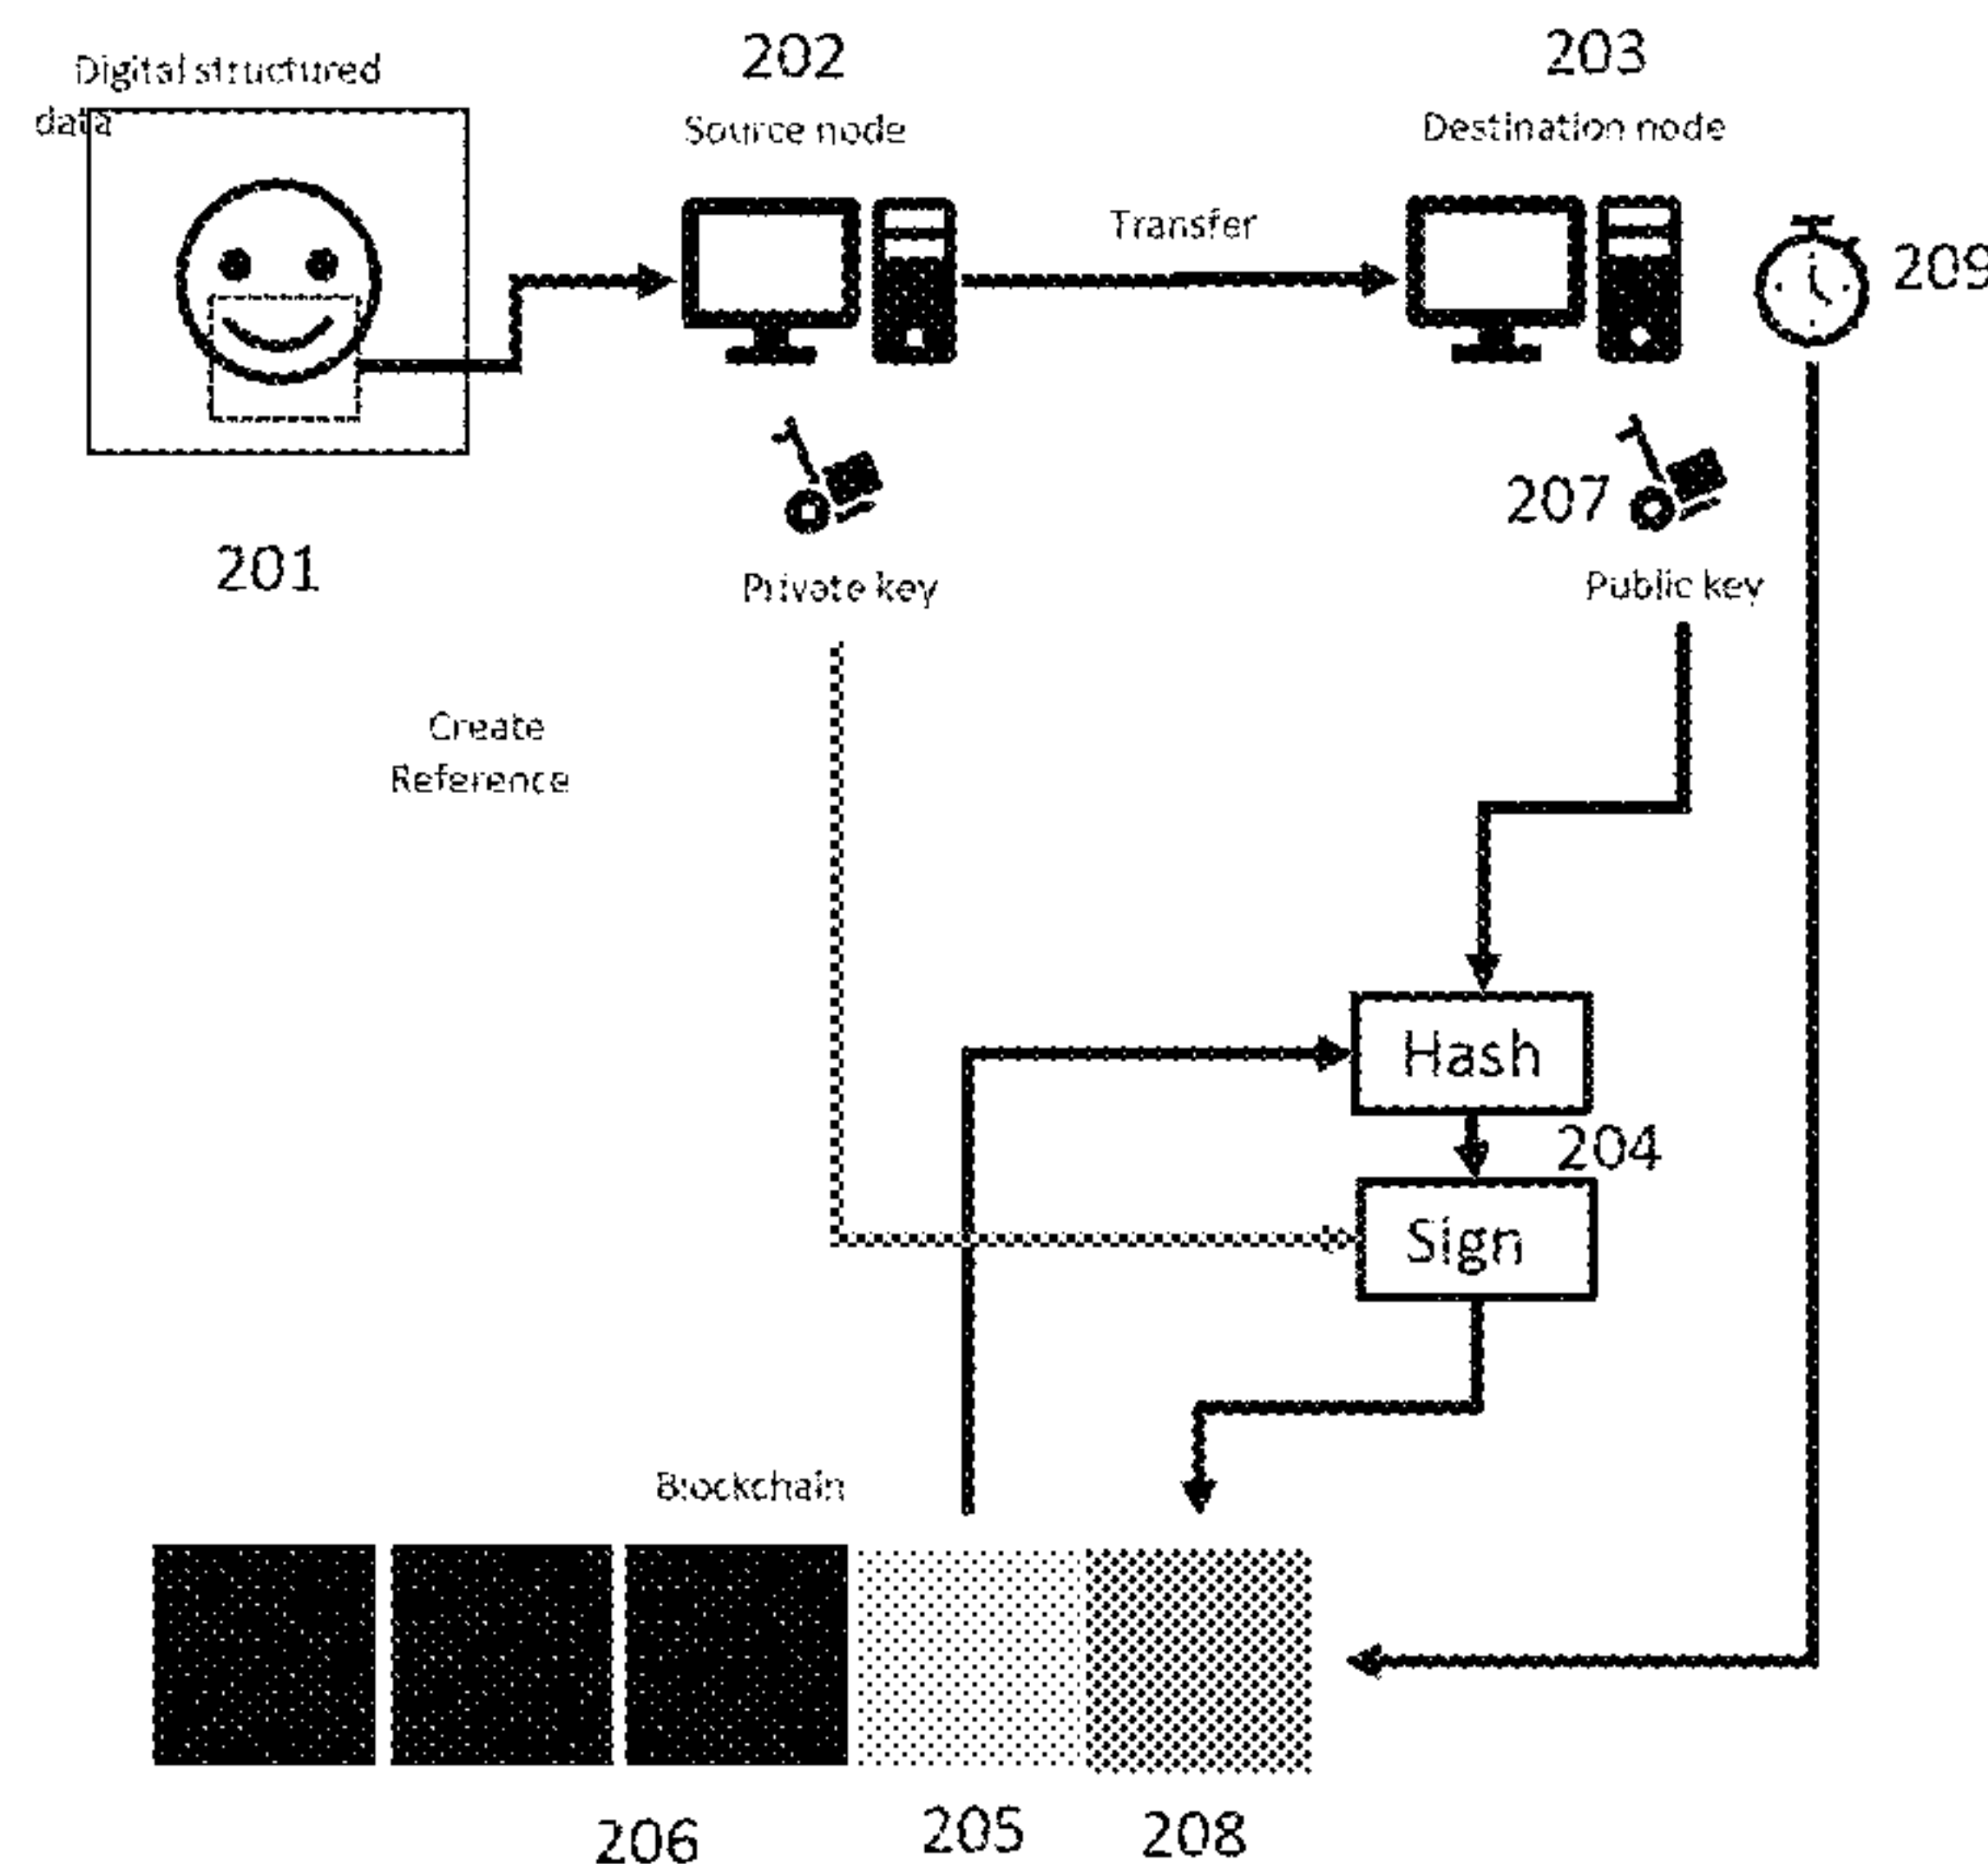 Digital structured
data
202
Source node
203
Destination node
Transfer
209
201
Private key
207
Public key
Create
Reference
Hash
204
Sign
Blockchain
206
205
208